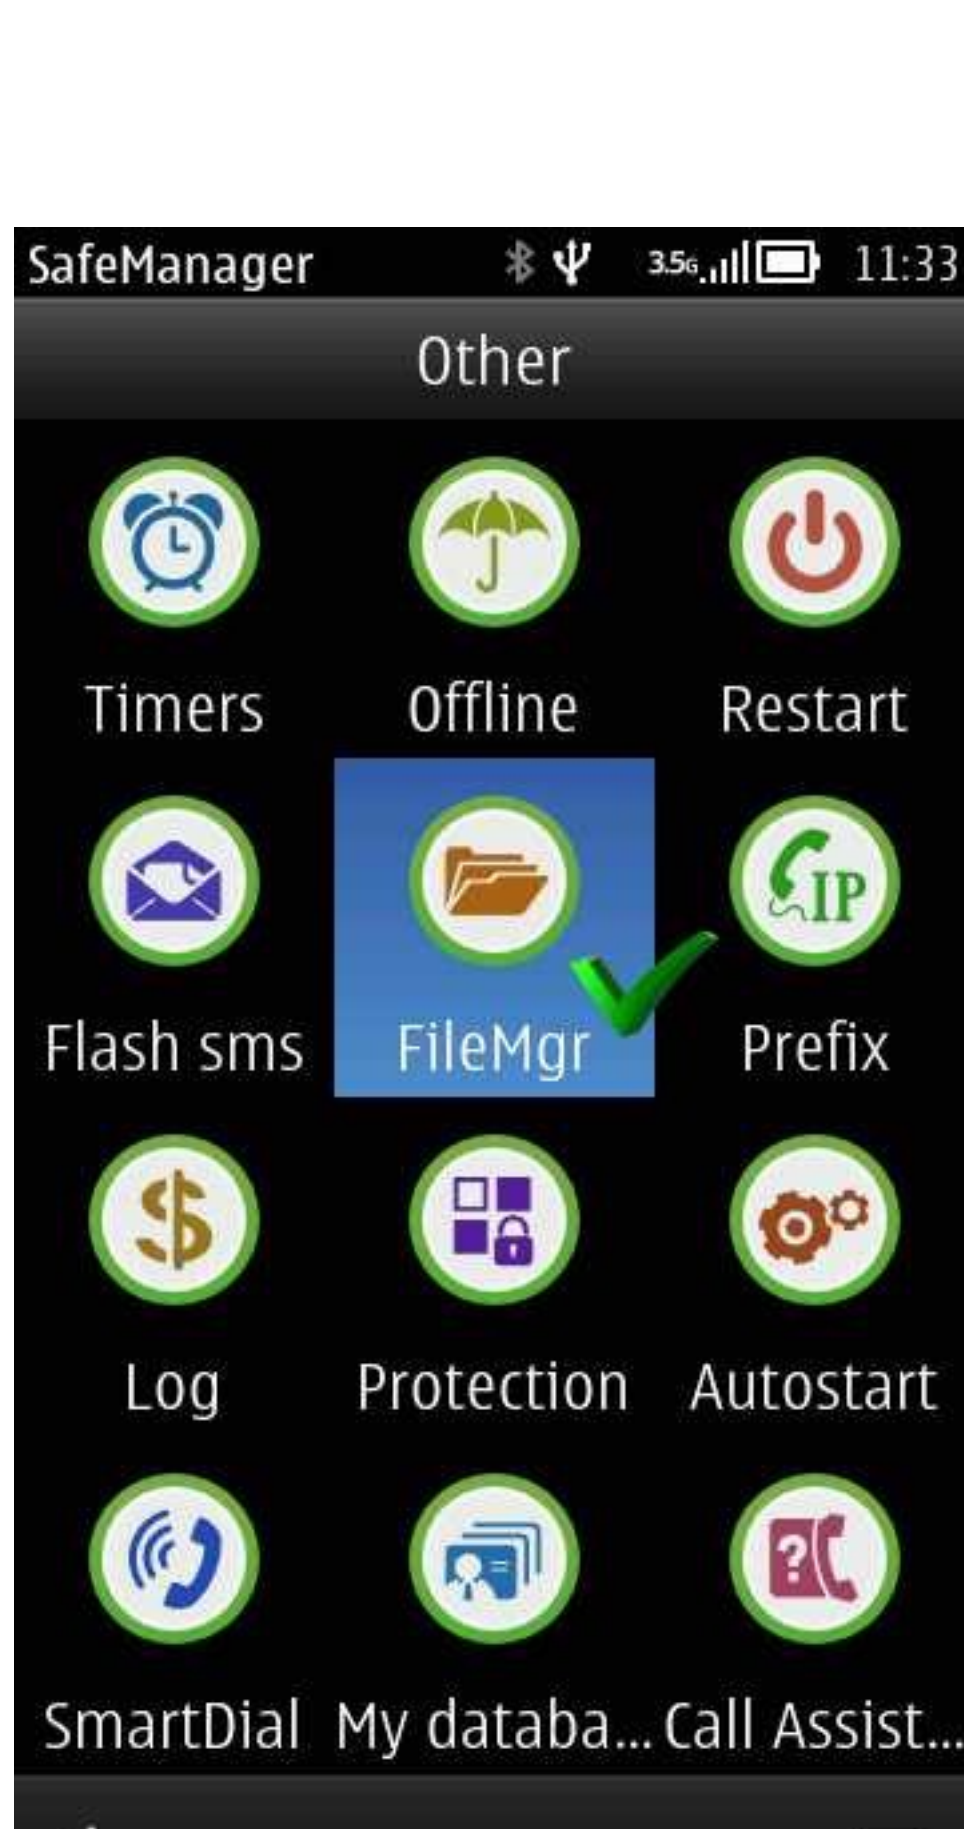 SafeManager 3.5G 11:33
Other
Timers Offline Restart
IP
Flash sms FileMgr Prefix
$
Log Protection Autostart
?
SmartDial My databa... Call Assist...